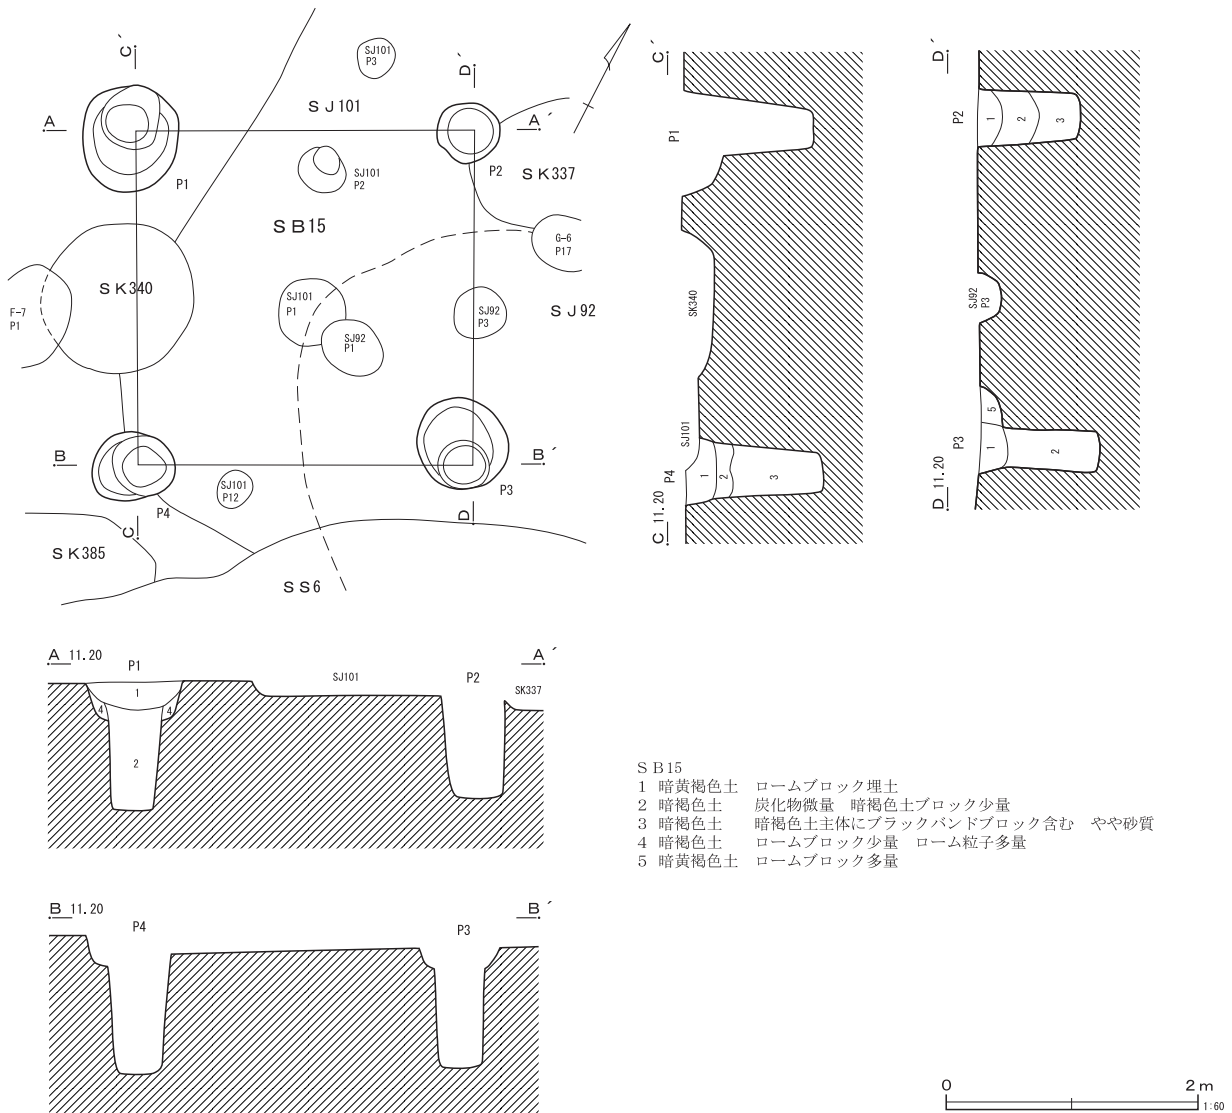 C´
SJ101
P3
D´
SJ101
A
A´
P1
SJ101
P2
P2
SK337
SB15
G-6
P17
SK340
F-7
P1
SJ101
P1
SJ92
P1
SJ92
P3
SJ92
B
B´
SJ101
P12
P4
P3
C
D
SK385
SS6
C´
P1
SK340
SJ101
P4
1
2
3
C 11.20
D´
P2
1
2
3
SJ92
P3
5
P3
1
2
D 11.20
A 11.20
P1
SJ101
P2
A´
SK337
1
4
4
2
B 11.20
P4
P3
B´
SB15
1 暗黄褐色土 ロームブロック埋土
2 暗褐色土 炭化物微量 暗褐色土ブロック少量
3 暗褐色土 暗褐色土主体にブラックバンドブロック含む やや砂質
4 暗褐色土 ロームブロック少量 ローム粒子多量
5 暗黄褐色土 ロームブロック多量
0 2m
1:60